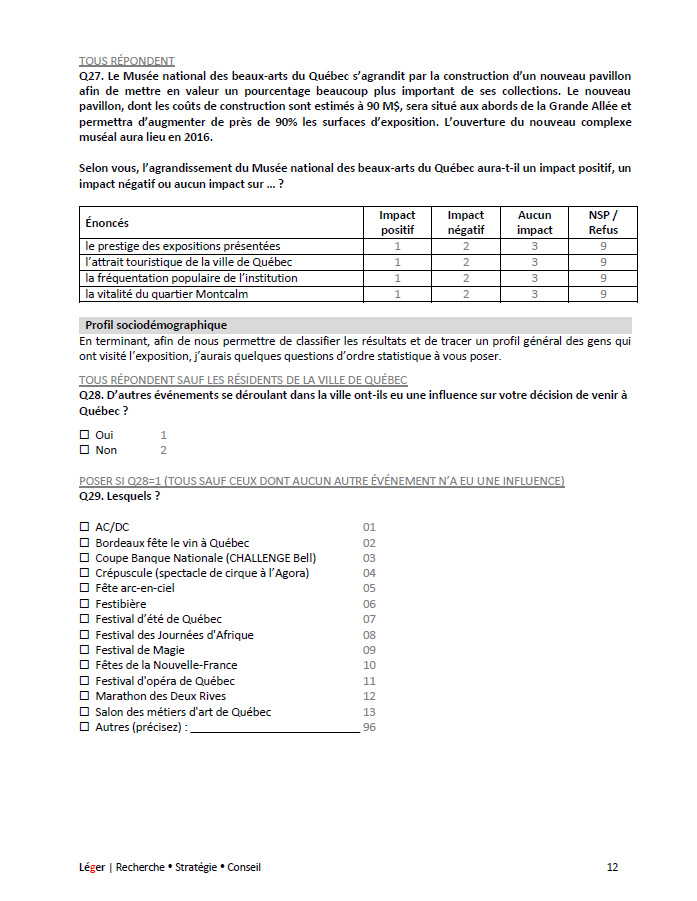 TOUS RÉPONDENT
Q27. Le Musée national des beaux-arts du Québec s’agrandit par la construction d’un nouveau pavillon
afin de mettre en valeur un pourcentage beaucoup plus important de ses collections. Le nouveau
pavillon, dont les coûts de construction sont estimés à 90 M$, sera situé aux abords de la Grande Allée et
permettra d’augmenter de près de 90% les surfaces d’exposition. L’ouverture du nouveau complexe
muséal aura lieu en 2016.
Selon vous, l’agrandissement du Musée national des beaux-arts du Québec aura-t-il un impact positif, un
impact négatif ou aucun impact sur … ?
Énoncés Impact positif Impact négatif Aucun impact NSP / Refus
le prestige des expositions présentées 1 2 3 9
l’attrait touristique de la ville de Québec 1 2 3 9
la fréquentation populaire de l’institution 1 2 3 9
la vitalité du quartier Montcalm 1 2 3 9
Profil sociodémographique
En terminant, afin de nous permettre de classifier les résultats et de tracer un profil général des gens qui
ont visité l’exposition, j’aurais quelques questions d’ordre statistique à vous poser.
TOUS RÉPONDENT SAUF LES RÉSIDENTS DE LA VILLE DE QUÉBEC
Q28. D’autres événements se déroulant dans la ville ont-ils eu une influence sur votre décision de venir à
Québec ?
☐ Oui 1
☐ Non 2
POSER SI Q28=1 (TOUS SAUF CEUX DONT AUCUN AUTRE ÉVÉNEMENT N’A EU UNE INFLUENCE)
Q29. Lesquels ?
☐ AC/DC 01
☐ Bordeaux fête le vin à Québec 02
☐ Coupe Banque Nationale (CHALLENGE Bell) 03
☐ Crépuscule (spectacle de cirque à l’Agora) 04
☐ Fête arc-en-ciel 05
☐ Festibière 06
☐ Festival d’été de Québec 07
☐ Festival des Journées d'Afrique 08
☐ Festival de Magie 09
☐ Fêtes de la Nouvelle-France 10
☐ Festival d'opéra de Québec 11
☐ Marathon des Deux Rives 12
☐ Salon des métiers d'art de Québec 13
☐ Autres (précisez) : ___________________________ 96
Léger | Recherche • Stratégie • Conseil 12